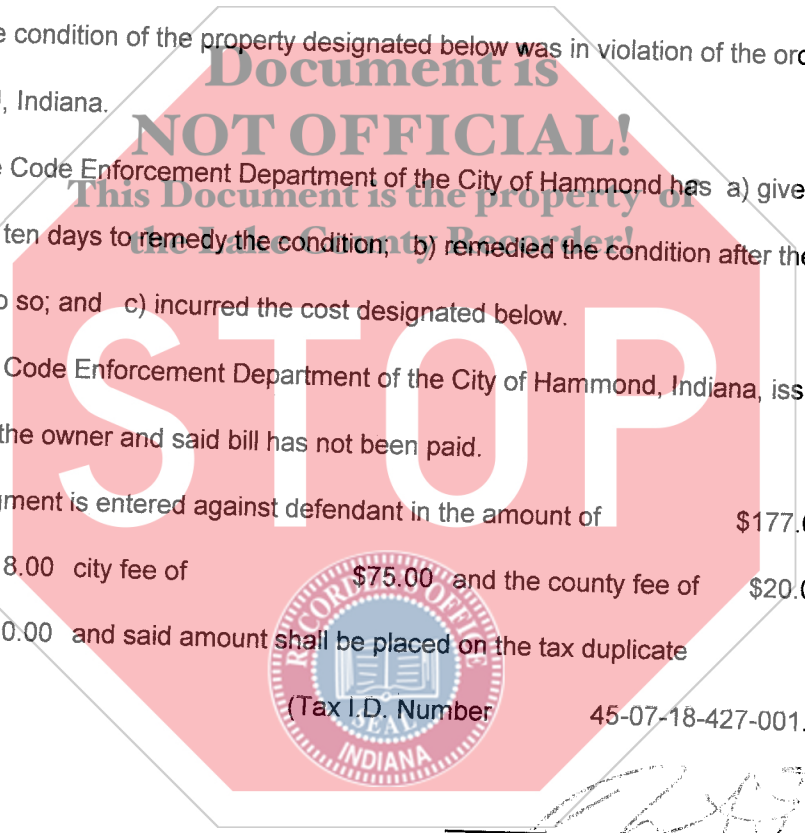 e condition of the property designated below was in violation of the ord
Document is
, Indiana.
NOT OFFICIAL!
e Code Enforcement Department of the City of Hammond has a) give
This Document is the property of
ten days to remedy the condition; b) remedied the condition after the
the Lake County Recorder!
o so; and c) incurred the cost designated below.
Code Enforcement Department of the City of Hammond, Indiana, iss
STOP
the owner and said bill has not been paid.
gment is entered against defendant in the amount of $177.0
8.00 city fee of $75.00 and the county fee of $20.0
0.00 and said amount shall be placed on the tax duplicate
(Tax I.D. Number 45-07-18-427-001.
RECORDER'S OFFICE
SEAL
INDIANA